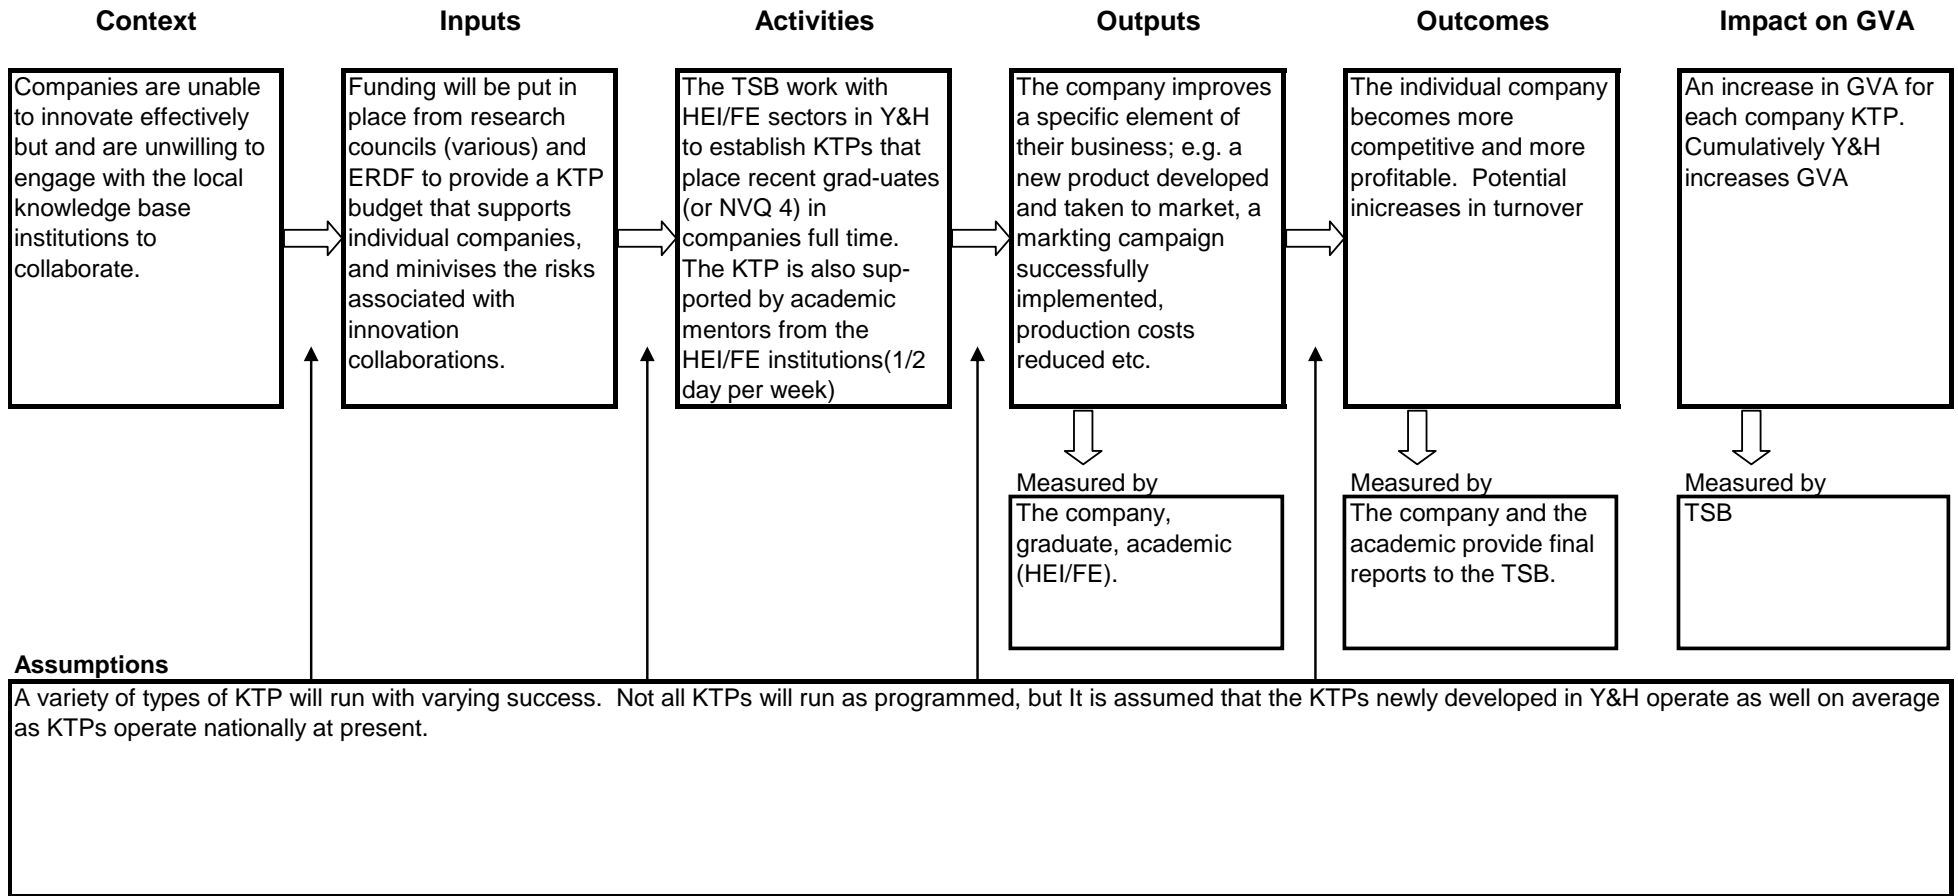 Context
Inputs
Activities
Outputs
Outcomes
Impact on GVA
Companies are unable
to innovate effectively
but and are unwilling to
engage with the local
knowledge base
institutions to
collaborate.
Funding will be put in
place from research
councils (various) and
ERDF to provide a KTP
budget that supports
individual companies,
and minivises the risks
associated with
innovation
collaborations.
The TSB work with
HEI/FE sectors in Y&H
to establish KTPs that
place recent grad-uates
(or NVQ 4) in
companies full time.
The KTP is also sup-
ported by academic
mentors from the
HEI/FE institutions(1/2
day per week)
The company improves
a specific element of
their business; e.g. a
new product developed
and taken to market, a
markting campaign
successfully
implemented,
production costs
reduced etc.
The individual company
becomes more
competitive and more
profitable.  Potential
inicreases in turnover
An increase in GVA for
each company KTP.
Cumulatively Y&H
increases GVA
Measured by
The company,
graduate, academic
(HEI/FE).
Measured by
The company and the
academic provide final
reports to the TSB.
Measured by
TSB
Assumptions
A variety of types of KTP will run with varying success.  Not all KTPs will run as programmed, but It is assumed that the KTPs newly developed in Y&H operate as well on average
as KTPs operate nationally at present.